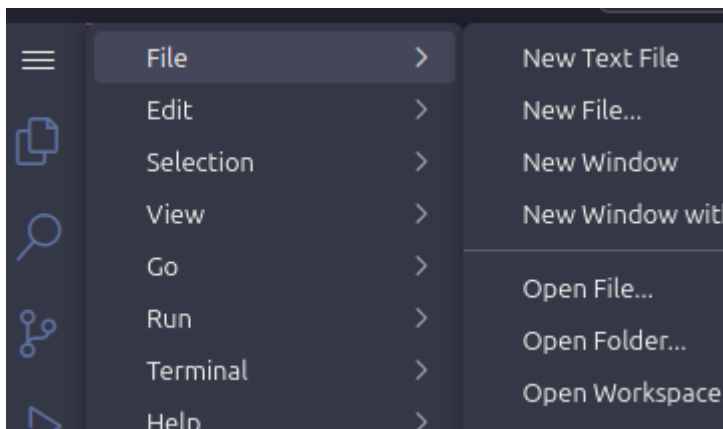 File
Edit
Selection
View
Go
Run
Terminal
Help
New Text File
New File...
New Window
New Window
Open File...
Open Folder...
Open Workspace